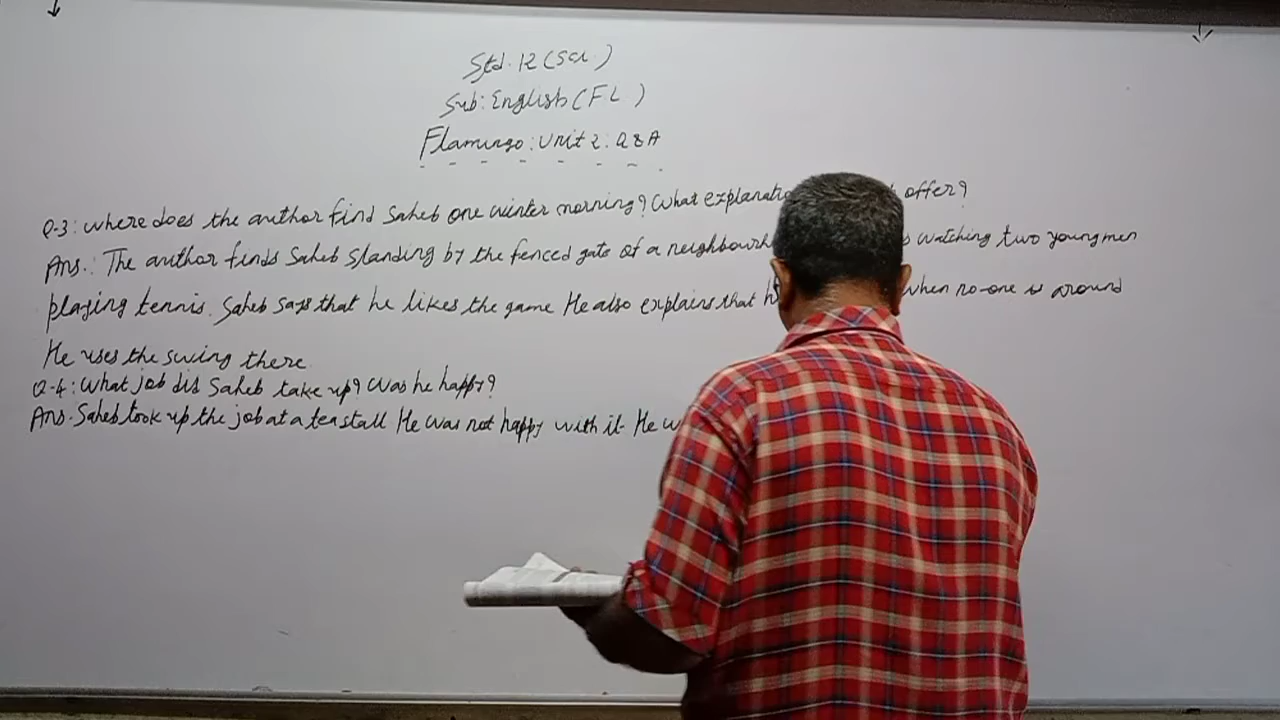 Std. 12 (Sci.)
Sub: English (F L )
Flamingo: Unit 2: Q & A
Q-3: Where does the author find Saheb one winter morning? What offer?
Ans.: The author finds Saheb standing by the fenced gate of a watching two young men
playing tennis. Saheb says that he likes the game He also explains that when no-one is around
He uses the swing there.
Q-4: What job did Saheb take up? Was he happy?
Ans. Saheb took up the job at a tea stall He was not happy with it. He